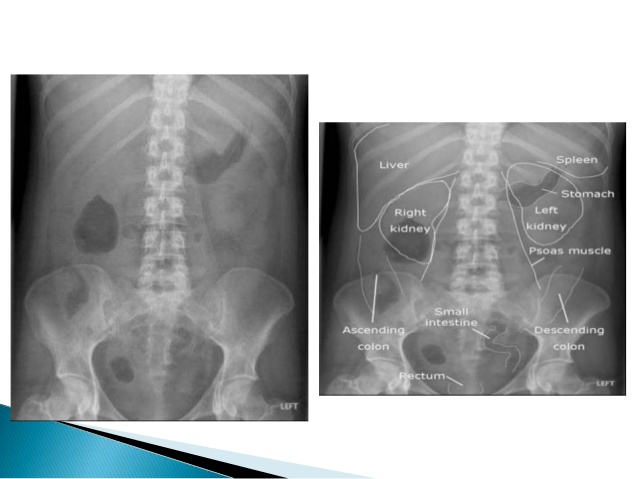 LEFT
Liver
Spleen
Stomach
Right
kidney
Left
kidney
Psoas muscle
Small
intestine
Ascending
colon
Descending
colon
Rectum
LEFT